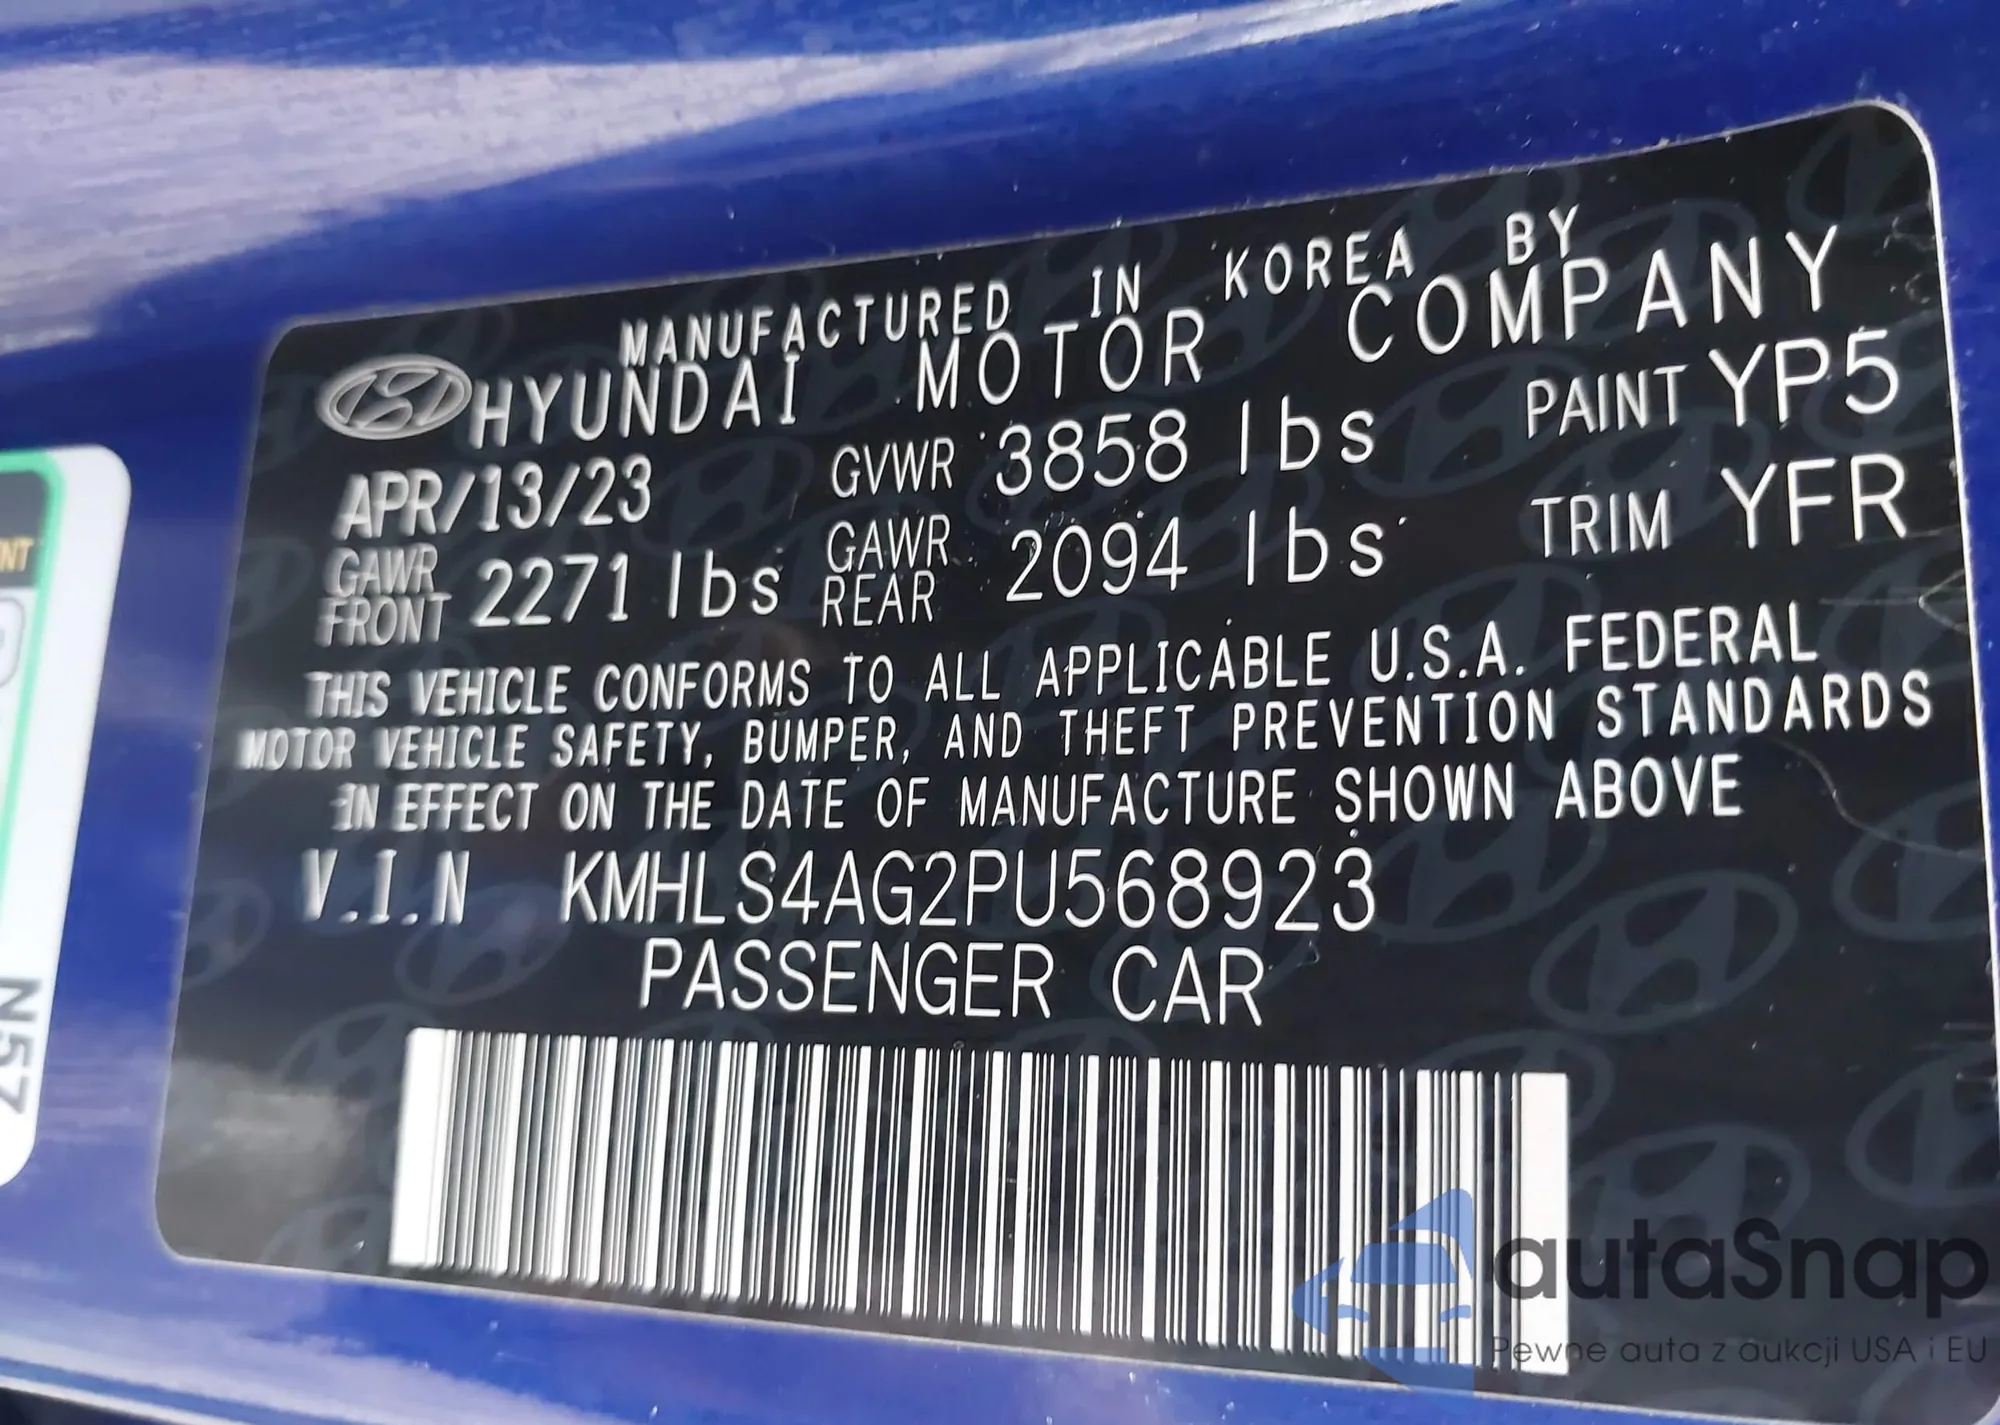 MANUFACTURED IN KOREA BY
HYUNDAI MOTOR COMPANY
APR/13/23 GVWR 3858 lbs PAINT YP5
GAWR FRONT 2271 lbs GAWR REAR 2094 lbs TRIM YFR
THIS VEHICLE CONFORMS TO ALL APPLICABLE U.S.A. FEDERAL
MOTOR VEHICLE SAFETY, BUMPER, AND THEFT PREVENTION STANDARDS
IN EFFECT ON THE DATE OF MANUFACTURE SHOWN ABOVE
V.I.N KMHLS4AG2PU568923
PASSENGER CAR
NT
N57
autaSnap
Pewne auta z aukcji USA i EU